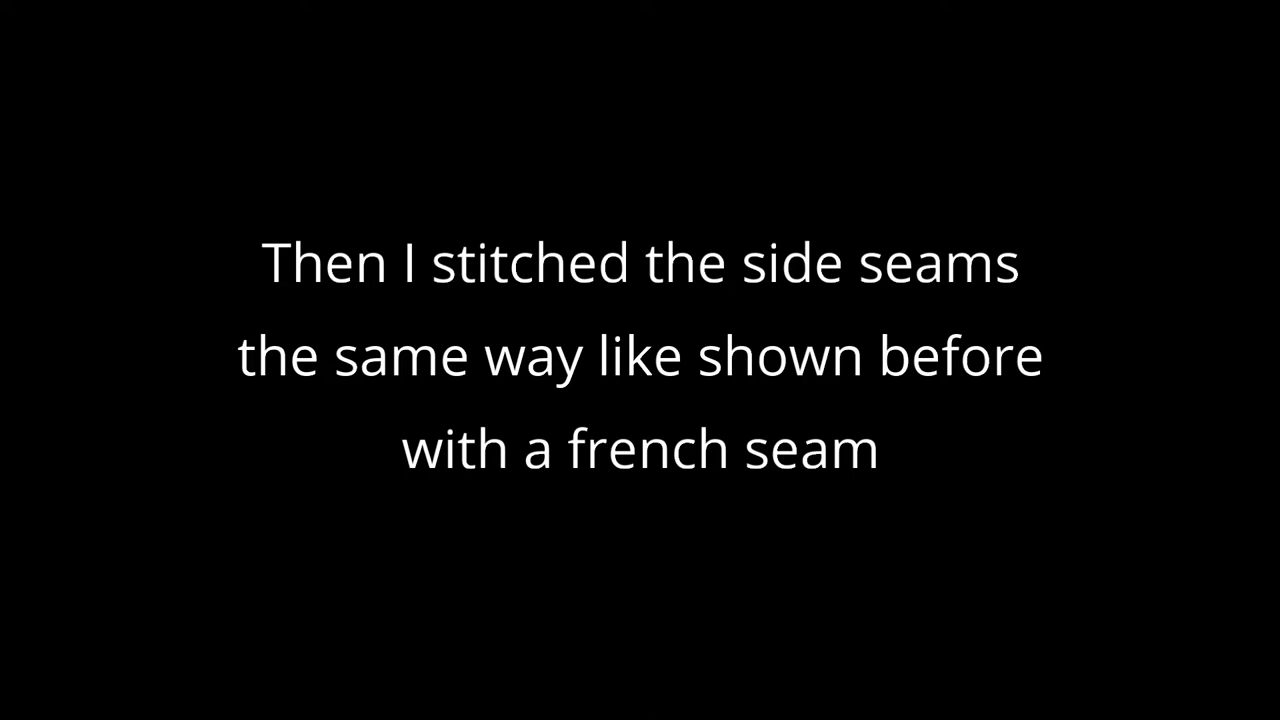 Then I stitched the side seams
the same way like shown before
with a french seam